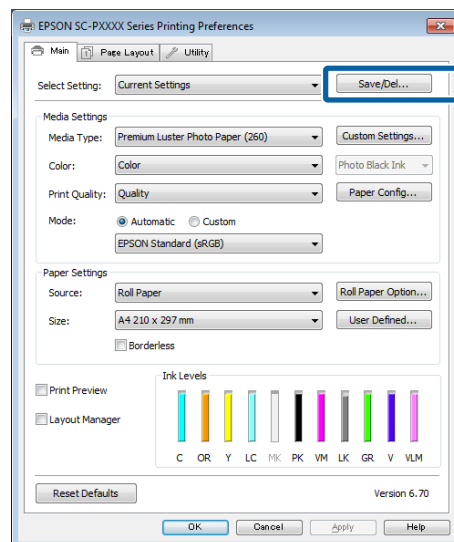 EPSON SC-PXXXX Series Printing Preferences
Main Page Layout Utility
Select Setting: Current Settings Save/Del...
Media Settings
Media Type: Premium Luster Photo Paper (260) Custom Settings...
Color: Color Photo Black Ink
Print Quality: Quality Paper Config...
Mode: Automatic Custom
EPSON Standard (sRGB)
Paper Settings
Source: Roll Paper Roll Paper Option...
Size: A4 210 x 297 mm User Defined...
Borderless
Ink Levels
Print Preview
Layout Manager
C OR Y LC MK PK VM LK GR V VLM
Reset Defaults Version 6.70
OK Cancel Apply Help